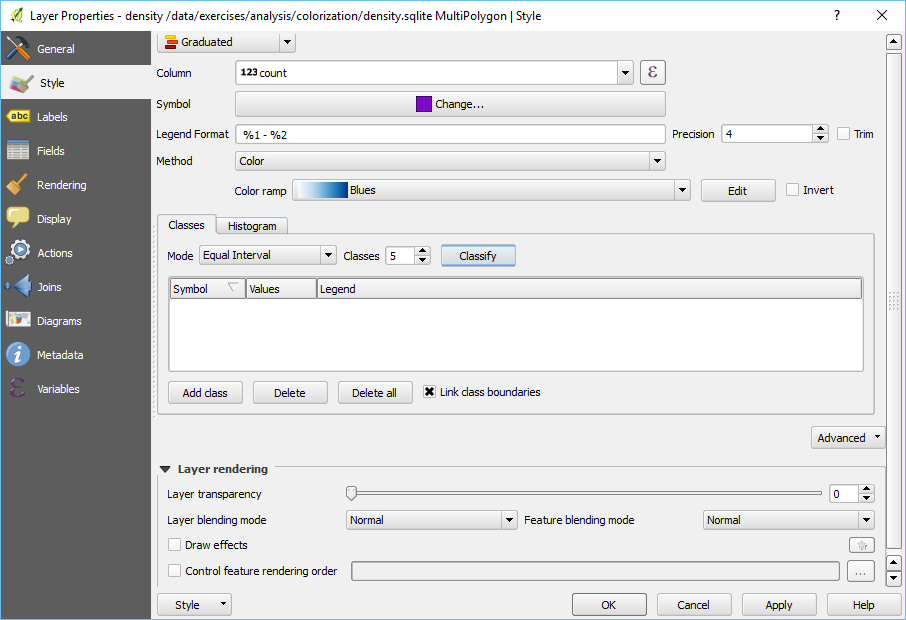 Layer Properties - density /data/exercises/analysis/colorization/density.sqlite MultiPolygon | Style
?
General
Style
abc Labels
Fields
Rendering
Display
Actions
Joins
Diagrams
Metadata
Variables
Graduated
Column 123 count ε
Symbol Change...
Legend Format %1 - %2 Precision 4 Trim
Method Color
Color ramp Blues Edit Invert
Classes Histogram
Mode Equal Interval Classes 5 Classify
Symbol Values Legend
Add class Delete Delete all Link class boundaries
Advanced
Layer rendering
Layer transparency 0
Layer blending mode Normal Feature blending mode Normal
Draw effects
Control feature rendering order ...
Style OK Cancel Apply Help